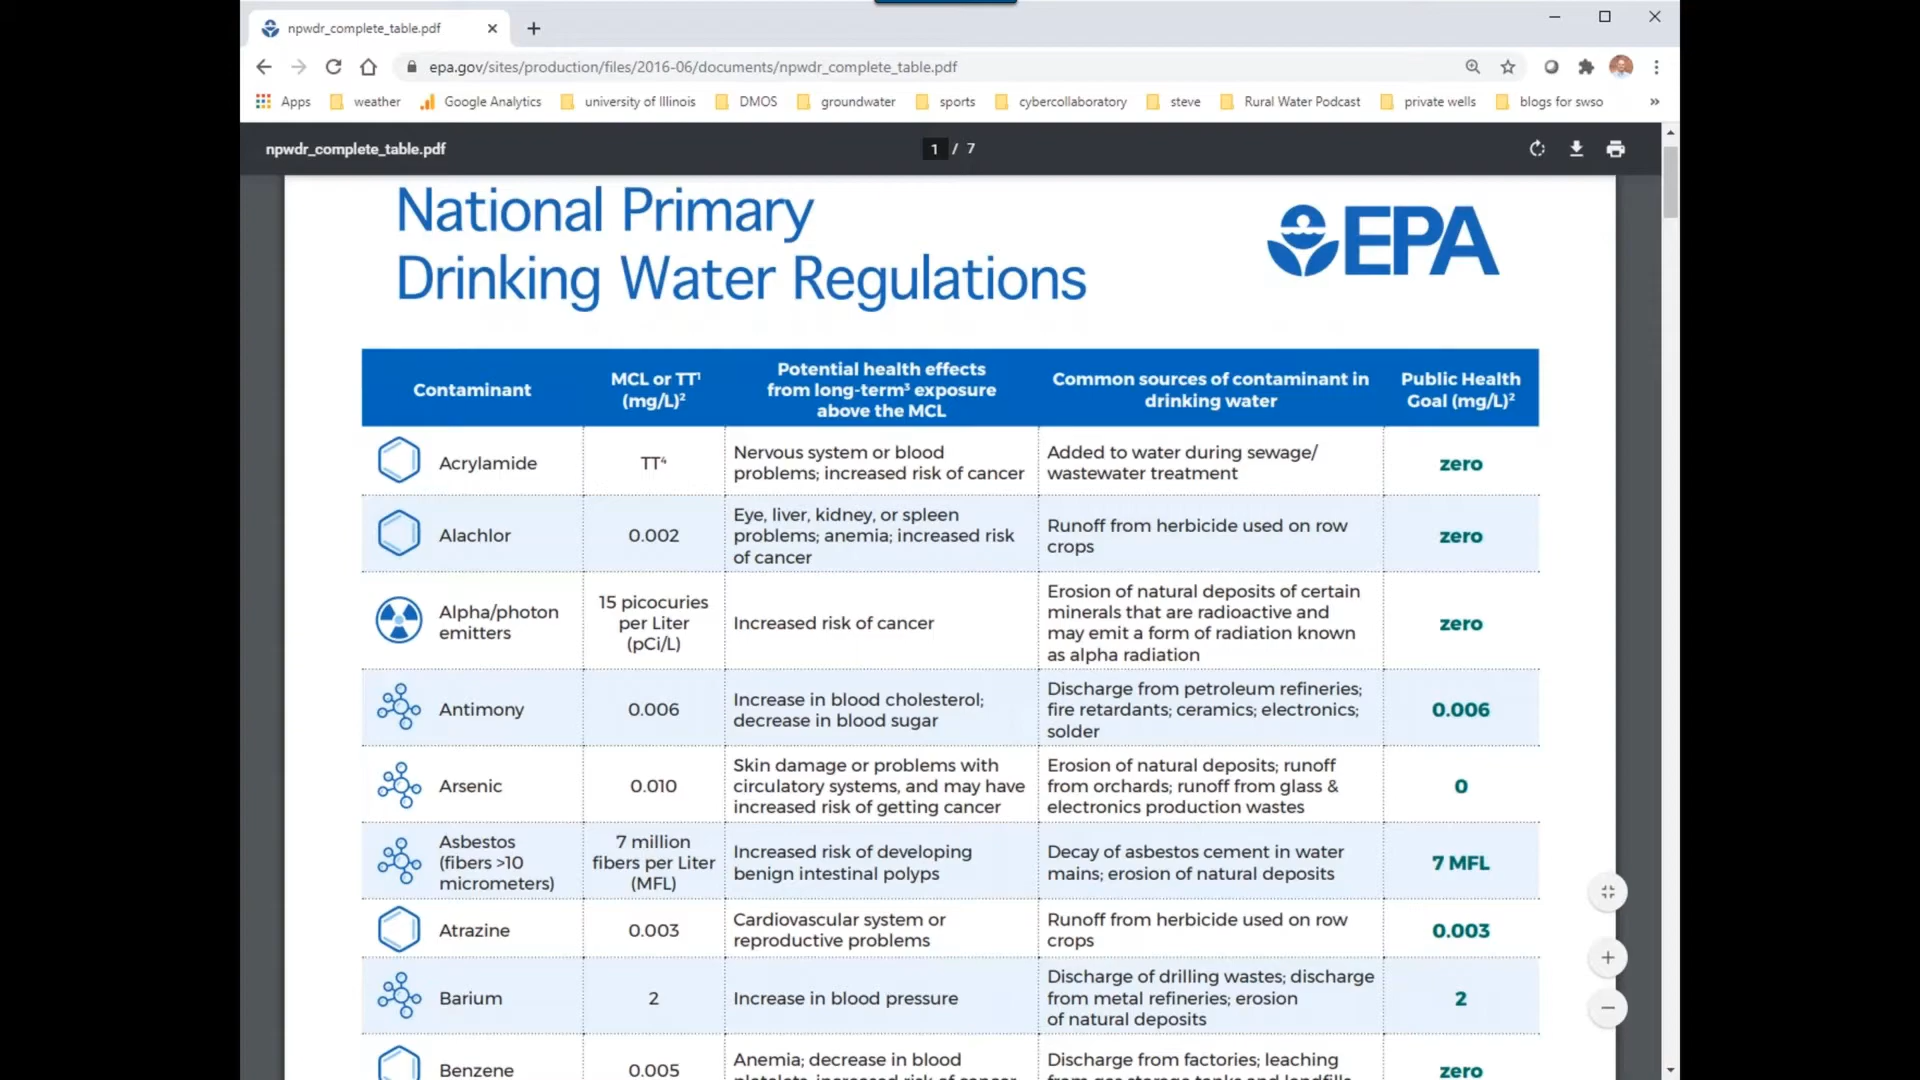 npwdr_complete_table.pdf
epa.gov/sites/production/files/2016-06/documents/npwdr_complete_table.pdf
Apps weather Google Analytics university of Illinois DMOS groundwater sports cybercollaboratory steve Rural Water Podcast private wells blogs for swso »
npwdr_complete_table.pdf 1 / 7
National Primary
Drinking Water Regulations
EPA
Contaminant
MCL or TT¹
(mg/L)²
Potential health effects
from long-term³ exposure
above the MCL
Common sources of contaminant in
drinking water
Public Health
Goal (mg/L)²
Acrylamide
TT⁴
Nervous system or blood
problems; increased risk of cancer
Added to water during sewage/
wastewater treatment
zero
Alachlor
0.002
Eye, liver, kidney, or spleen
problems; anemia; increased risk
of cancer
Runoff from herbicide used on row
crops
zero
Alpha/photon
emitters
15 picocuries
per Liter
(pCi/L)
Increased risk of cancer
Erosion of natural deposits of certain
minerals that are radioactive and
may emit a form of radiation known
as alpha radiation
zero
Antimony
0.006
Increase in blood cholesterol;
decrease in blood sugar
Discharge from petroleum refineries;
fire retardants; ceramics; electronics;
solder
0.006
Arsenic
0.010
Skin damage or problems with
circulatory systems, and may have
increased risk of getting cancer
Erosion of natural deposits; runoff
from orchards; runoff from glass &
electronics production wastes
0
Asbestos
(fibers >10
micrometers)
7 million
fibers per Liter
(MFL)
Increased risk of developing
benign intestinal polyps
Decay of asbestos cement in water
mains; erosion of natural deposits
7 MFL
Atrazine
0.003
Cardiovascular system or
reproductive problems
Runoff from herbicide used on row
crops
0.003
Barium
2
Increase in blood pressure
Discharge of drilling wastes; discharge
from metal refineries; erosion
of natural deposits
2
Benzene
0.005
Anemia; decrease in blood
platelets; increased risk of cancer
Discharge from factories; leaching
from gas storage tanks and landfills
zero